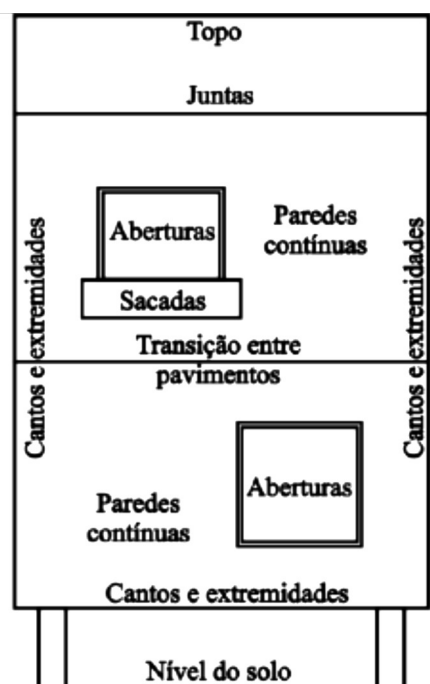 Topo
Juntas
Cantos e extremidades
Aberturas
Paredes
contínuas
Cantos e extremidades
Sacadas
Transição entre
pavimentos
Aberturas
Paredes
contínuas
Cantos e extremidades
Nível do solo